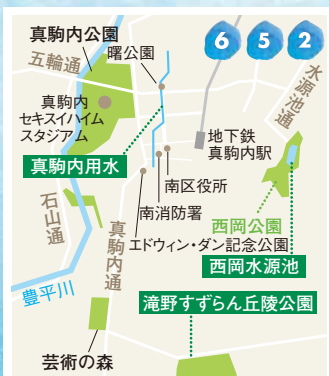 真駒内公園
五輪通
曙公園
6 5 2
水源池通
真駒内
セキスイハイム
スタジアム
地下鉄
真駒内駅
真駒内用水
南区役所
石山通
南消防署
西岡公園
真駒内通
エドウィン・ダン記念公園
西岡水源池
豊平川
滝野すずらん丘陵公園
芸術の森